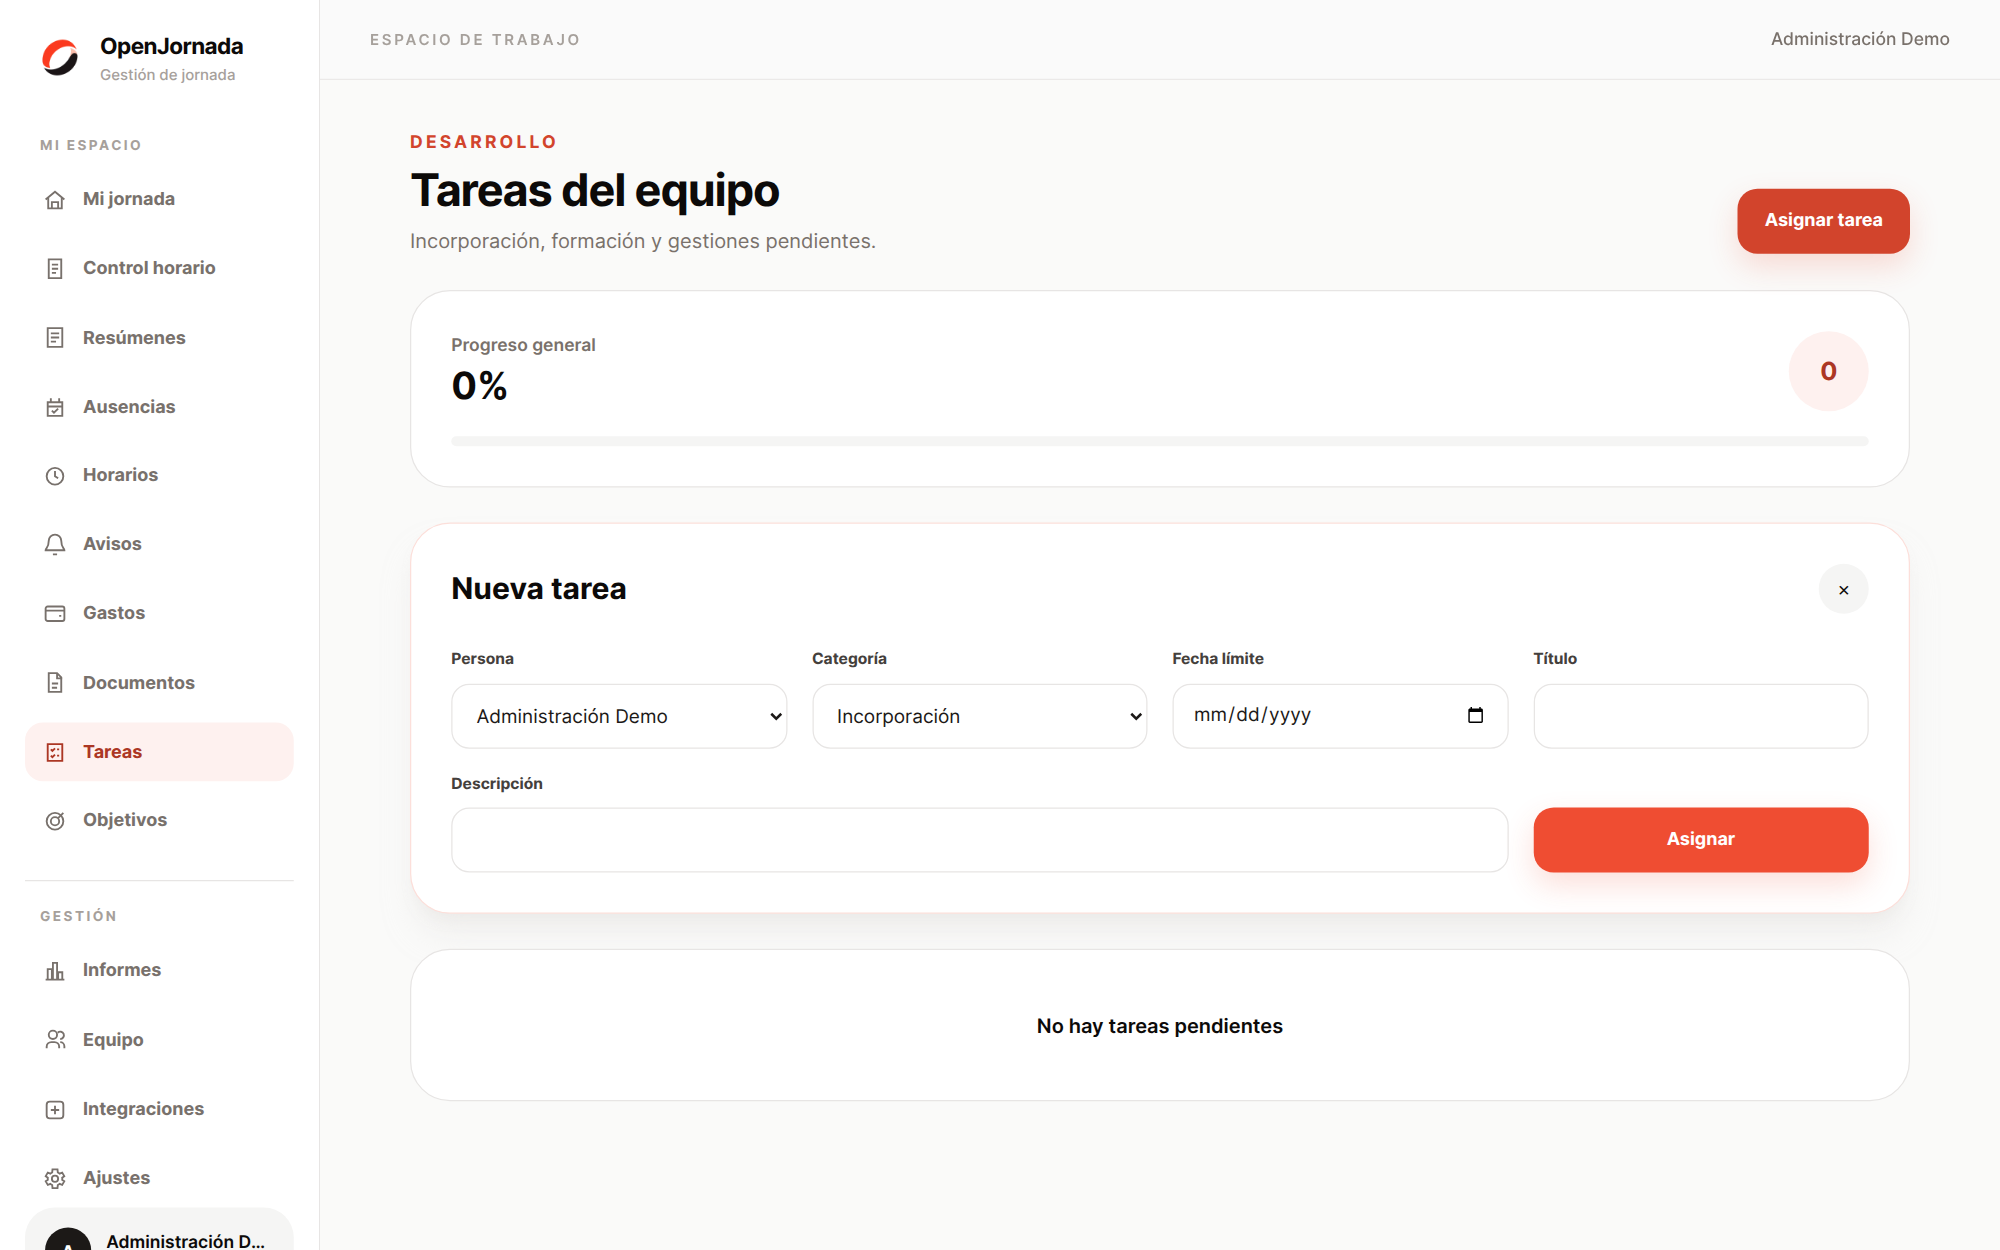 OpenJornada
Gestión de jornada
MI ESPACIO
Mi jornada
Control horario
Resúmenes
Ausencias
Horarios
Avisos
Gastos
Documentos
Tareas
Objetivos
GESTIÓN
Informes
Equipo
Integraciones
Ajustes
Administración D...
ESPACIO DE TRABAJO
Administración Demo
DESARROLLO
Tareas del equipo
Incorporación, formación y gestiones pendientes.
Asignar tarea
Progreso general
0%
0
Nueva tarea
×
Persona
Categoría
Fecha límite
Título
Administración Demo
Incorporación
mm/dd/yyyy
Descripción
Asignar
No hay tareas pendientes